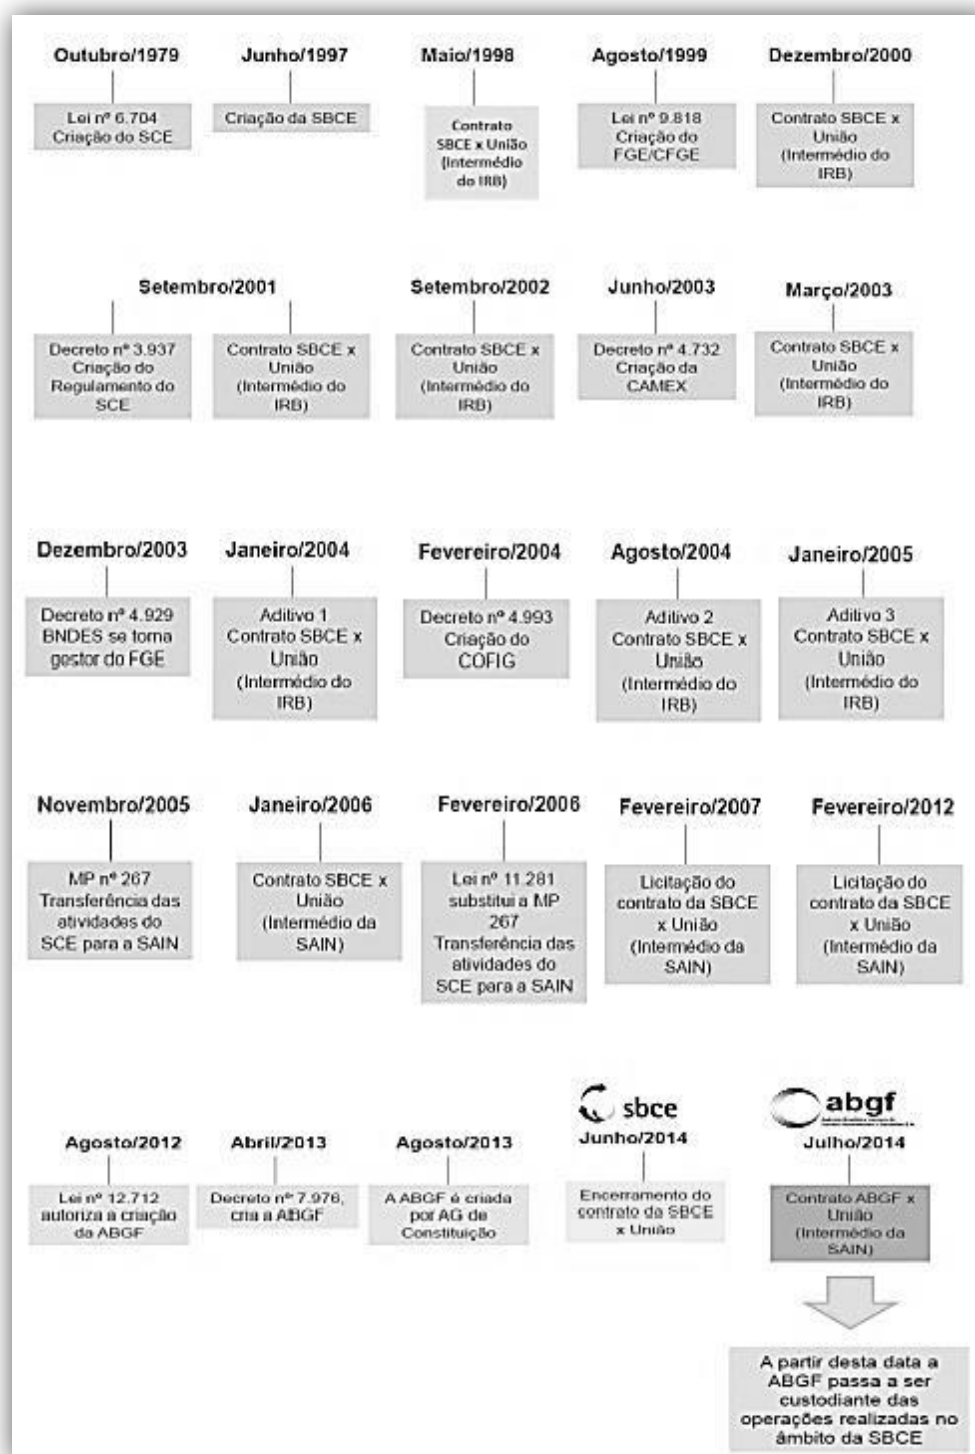 Outubro/1979
Lei nº 6.704
Criação do SCE
Junho/1997
Criação da SBCE
Maio/1998
Contrato
SBCE x União
(Intermédio
do IRB)
Agosto/1999
Lei nº 9.818
Criação do
FGE/CFGE
Dezembro/2000
Contrato SBCE x
União
(Intermédio do
IRB)
Setembro/2001
Decreto nº 3.937
Criação do
Regulamento do
SCE
Contrato SBCE x
União
(Intermédio do
IRB)
Setembro/2002
Contrato SBCE x
União
(Intermédio do
IRB)
Junho/2003
Decreto nº 4.732
Criação da
CAMEX
Março/2003
Contrato SBCE x
União
(Intermédio do
IRB)
Dezembro/2003
Decreto nº 4.929
BNDES se torna
gestor do FGE
Janeiro/2004
Aditivo 1
Contrato SBCE x
União
(Intermédio do
IRB)
Fevereiro/2004
Decreto nº 4.993
Criação do
COFIG
Agosto/2004
Aditivo 2
Contrato SBCE x
União
(Intermédio do
IRB)
Janeiro/2005
Aditivo 3
Contrato SBCE x
União
(Intermédio do
IRB)
Novembro/2005
MP nº 267
Transferência das
atividades do
SCE para a SAIN
Janeiro/2006
Contrato SBCE x
União
(Intermédio da
SAIN)
Fevereiro/2006
Lei nº 11.281
substitui a MP
267
Transferência das
atividades do
SCE para a SAIN
Fevereiro/2007
Licitação do
contrato da SBCE
x União
(Intermédio da
SAIN)
Fevereiro/2012
Licitação do
contrato da SBCE
x União
(Intermédio da
SAIN)
Agosto/2012
Lei nº 12.712
autoriza a criação
da ABGF
Abril/2013
Decreto nº 7.976,
cria a ABGF
Agosto/2013
A ABGF é criada
por AG de
Constituição
sbce
Junho/2014
Encerramento do
contrato da SBCE
x União
abgf
Julho/2014
Contrato ABGF x
União
(Intermédio da
SAIN)
A partir desta data a
ABGF passa a ser
custodiante das
operações realizadas no
âmbito da SBCE